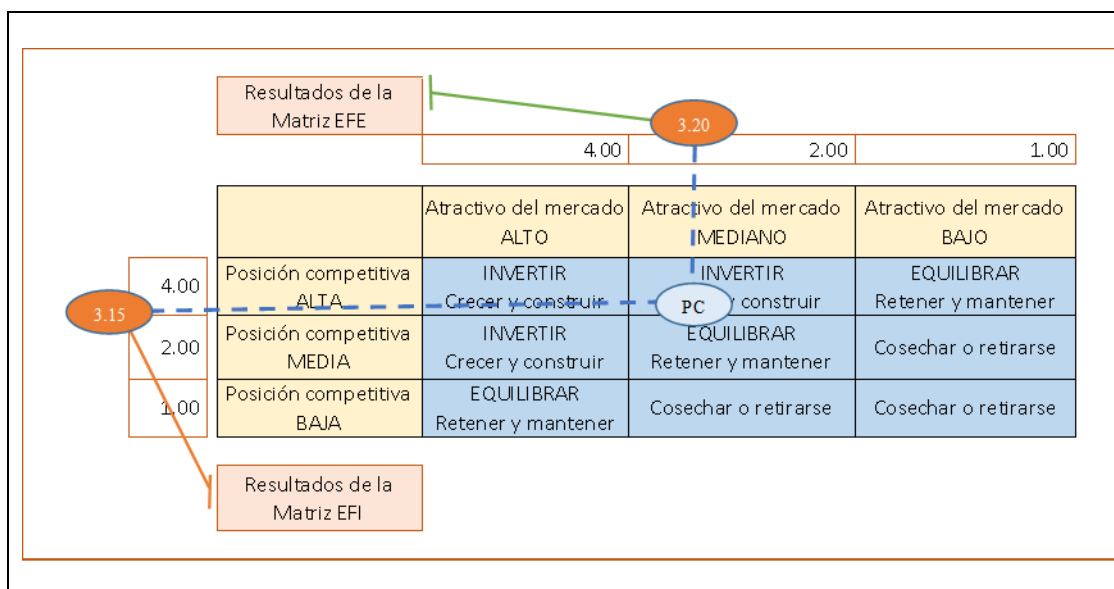 Resultados de la
Matriz EFE
3.20
4.00 2.00 1.00
Atractivo del mercado
ALTO
Atractivo del mercado
MEDIANO
Atractivo del mercado
BAJO
4.00
Posición competitiva
ALTA
INVERTIR
Crecer y construir
INVERTIR
y construir
EQUILIBRAR
Retener y mantener
3.15
PC
2.00
Posición competitiva
MEDIA
INVERTIR
Crecer y construir
EQUILIBRAR
Retener y mantener
Cosechar o retirarse
1.00
Posición competitiva
BAJA
EQUILIBRAR
Retener y mantener
Cosechar o retirarse
Cosechar o retirarse
Resultados de la
Matriz EFI